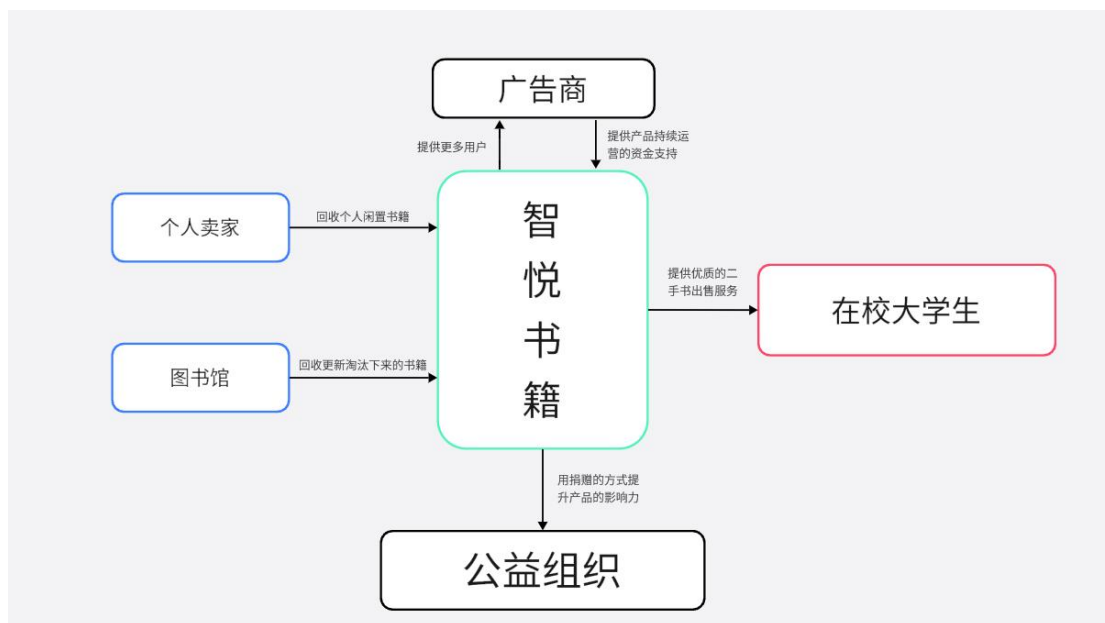 广告商
提供更多用户
提供产品持续运
营的资金支持
个人卖家
回收个人闲置书籍
智
悦
书
籍
提供优质的二
手书出售服务
在校大学生
图书馆
回收更新淘汰下来的书籍
用捐赠的方式提
升产品的影响力
公益组织